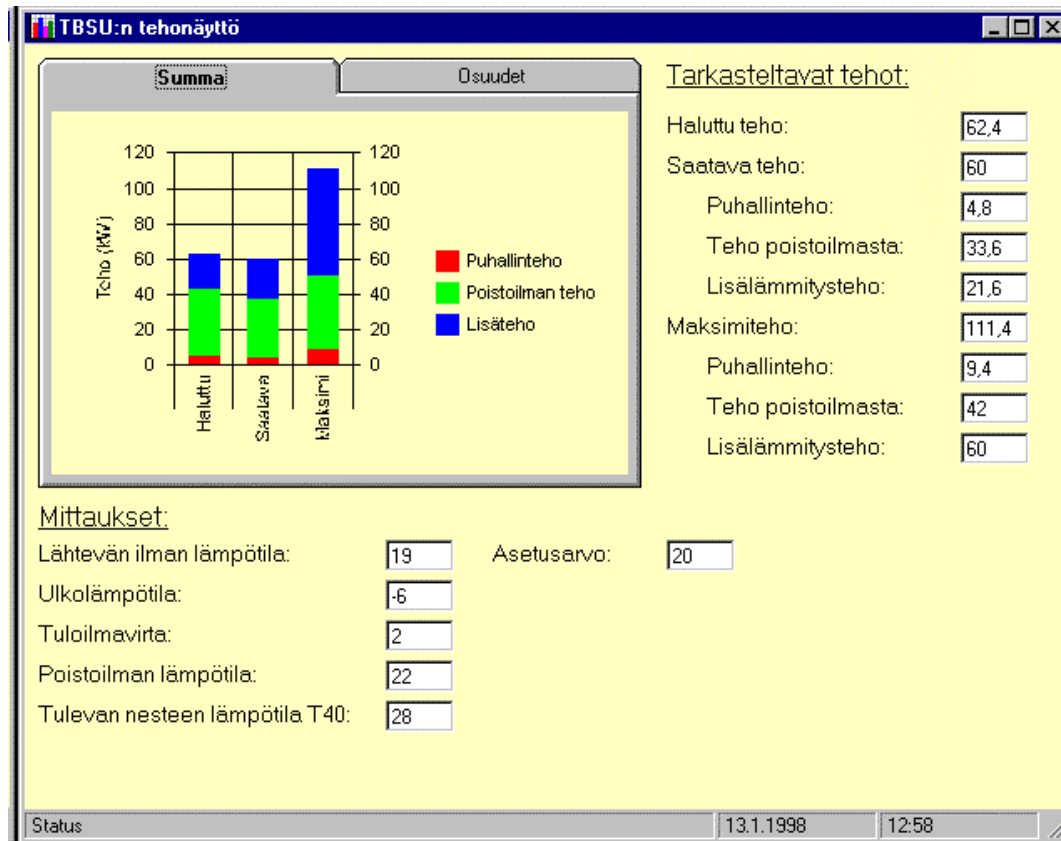 TBSU:n tehonäyttö
Summa
Osuudet
120
100
80
60
40
20
0
Teho (kW)
120
100
80
60
40
20
0
Haluttu
Saatava
Maksimi
Puhallinteho
Poistoilman teho
Lisäteho
Tarkasteltavat tehot:
Haluttu teho: 62,4
Saatava teho: 60
Puhallinteho: 4,8
Teho poistoilmasta: 33,6
Lisälämmitysteho: 21,6
Maksimiteho: 111,4
Puhallinteho: 9,4
Teho poistoilmasta: 42
Lisälämmitysteho: 60
Mittaukset:
Lähtevän ilman lämpötila: 19 Asetusarvo: 20
Ulkolämpötila: -6
Tuloilmavirta: 2
Poistoilman lämpötila: 22
Tulevan nesteen lämpötila T40: 28
Status 13.1.1998 12:58